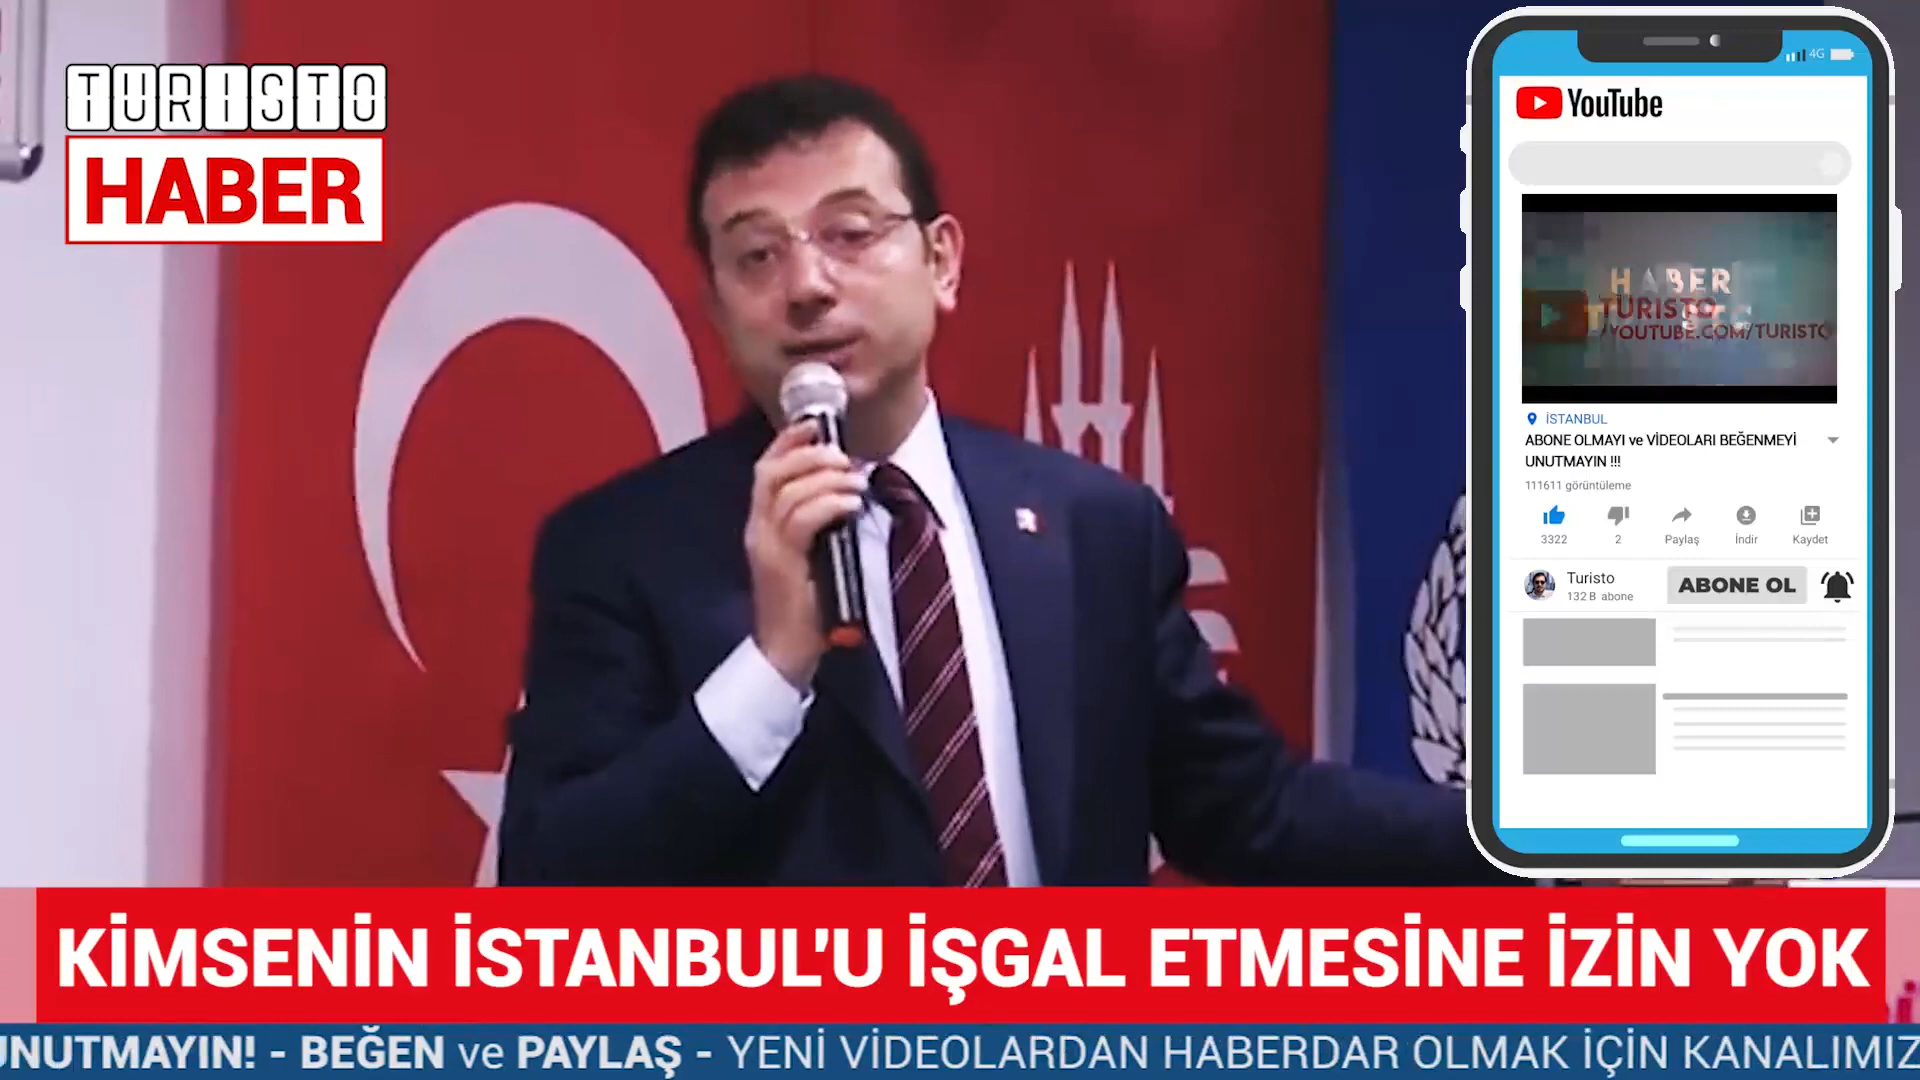 TURISTO
HABER
4G
YouTube
HABER
TURISTO
/YOUTUBE.COM/TURISTO
İSTANBUL
ABONE OLMAYI ve VİDEOLARI BEĞENMEYİ
UNUTMAYIN !!!
111611 görüntüleme
3322
2
Paylaş
İndir
Kaydet
Turisto
132 B abone
ABONE OL
KİMSENİN İSTANBUL'U İŞGAL ETMESİNE İZİN YOK
UNUTMAYIN! - BEĞEN ve PAYLAŞ - YENİ VİDEOLARDAN HABERDAR OLMAK İÇİN KANALIMIZ